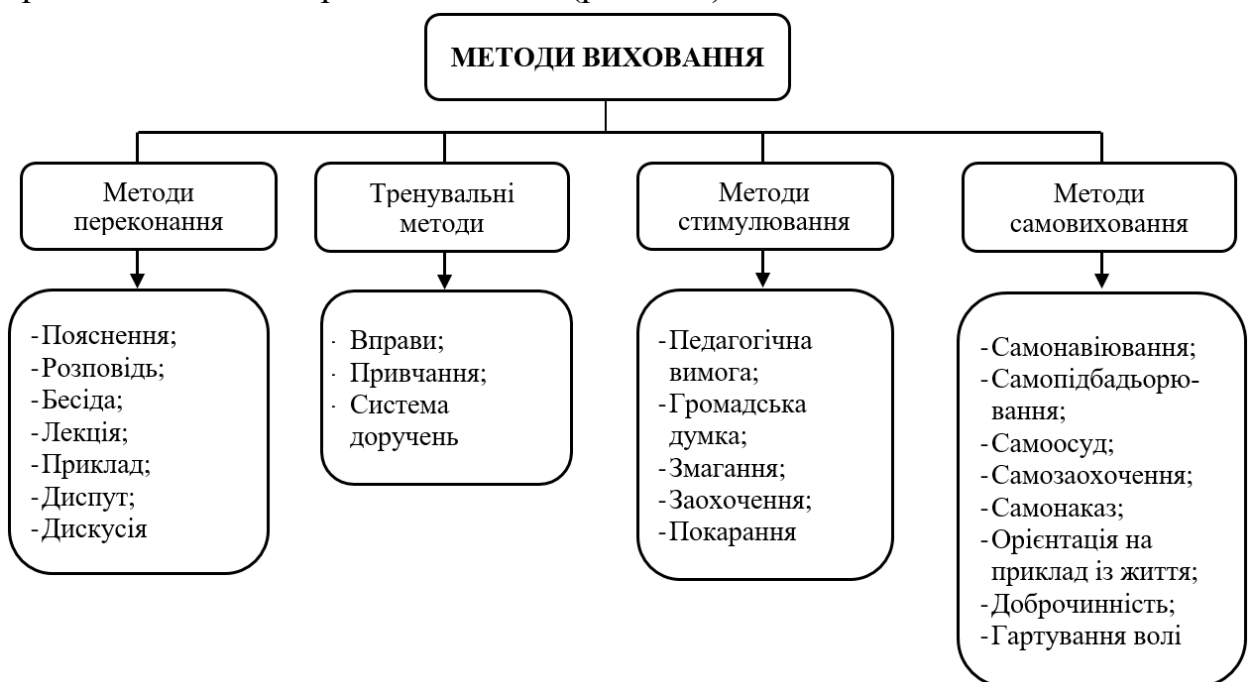 МЕТОДИ ВИХОВАННЯ
Методи
переконання
Тренувальні
методи
Методи
стимулювання
Методи
самовиховання
-Пояснення;
-Розповідь;
-Бесіда;
-Лекція;
-Приклад;
-Диспут;
-Дискусія
· Вправи;
· Привчання;
· Система
доручень
-Педагогічна
вимога;
-Громадська
думка;
-Змагання;
-Заохочення;
-Покарання
-Самонавіювання;
-Самопідбадьорю-
вання;
-Самоосуд;
-Самозаохочення;
-Самонаказ;
-Орієнтація на
приклад із життя;
-Доброчинність;
-Гартування волі